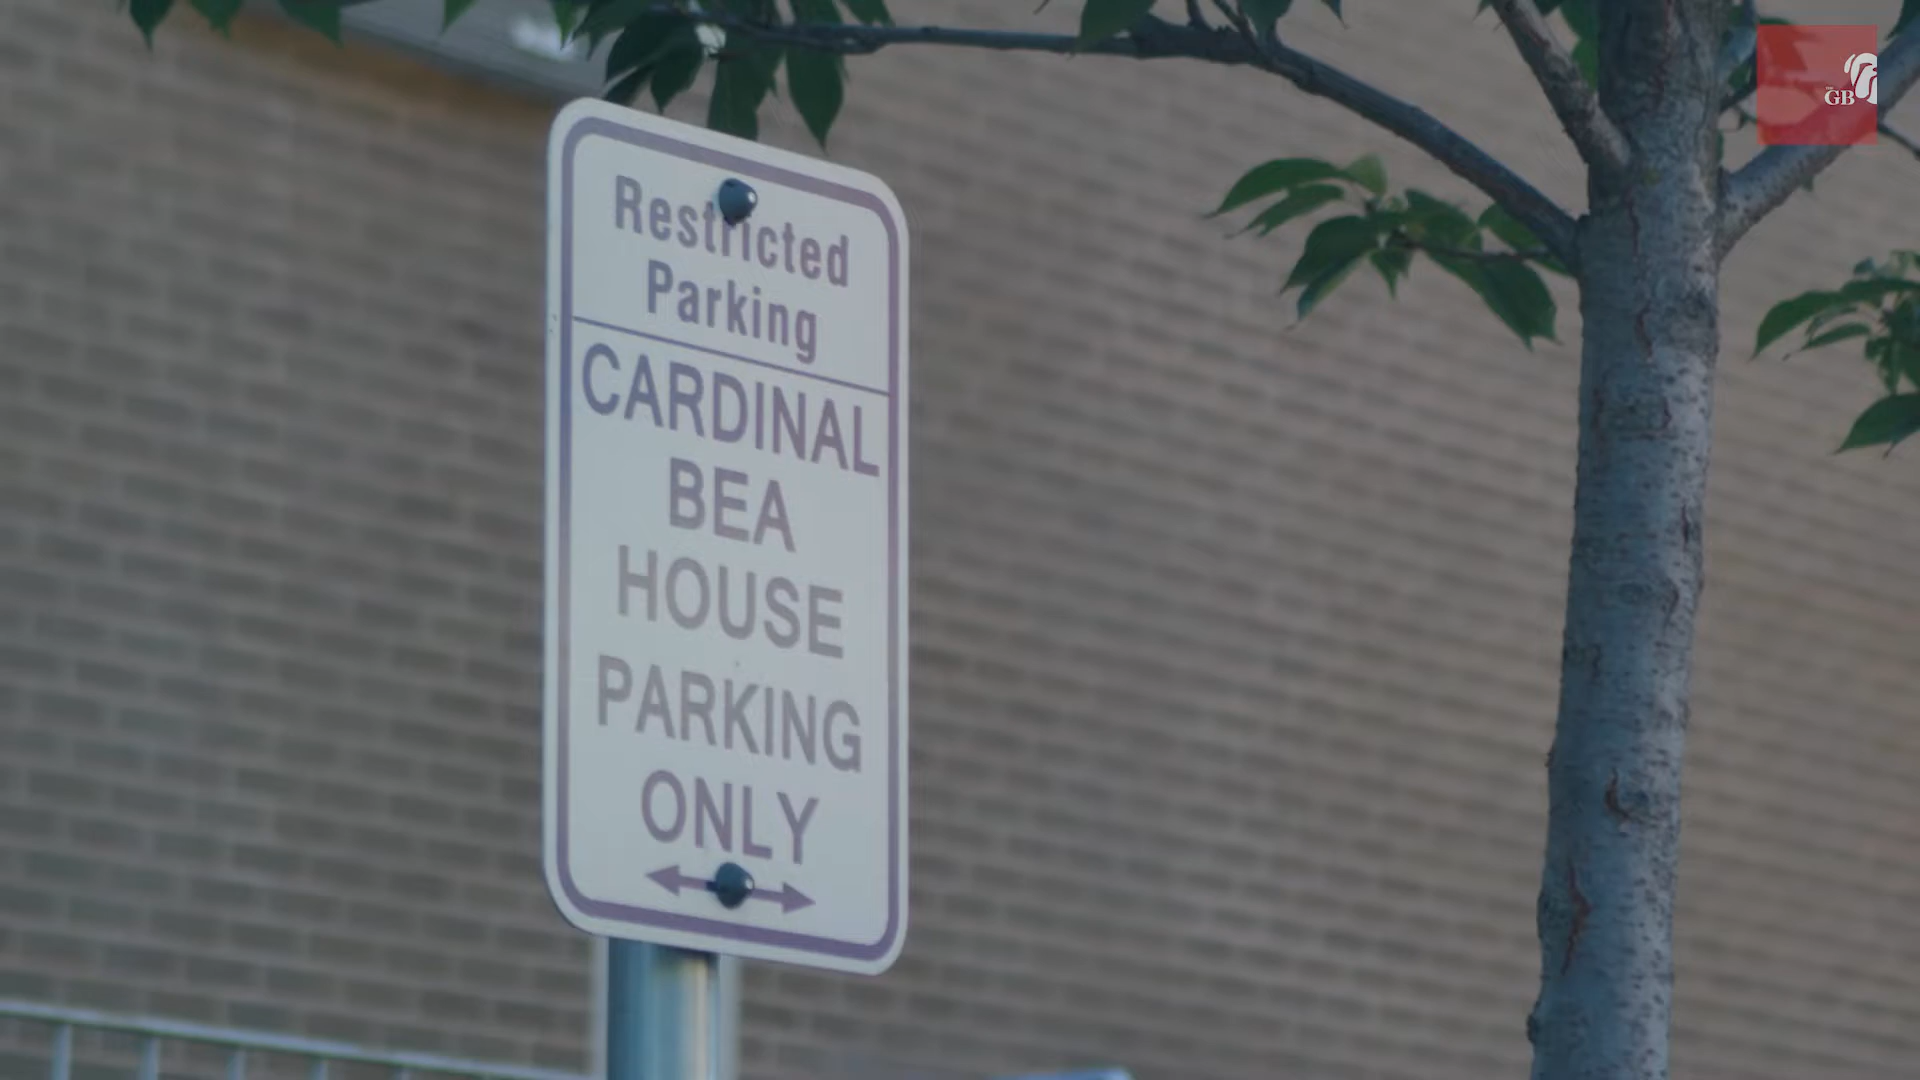 Restricted
Parking
CARDINAL
BEA
HOUSE
PARKING
ONLY
GB